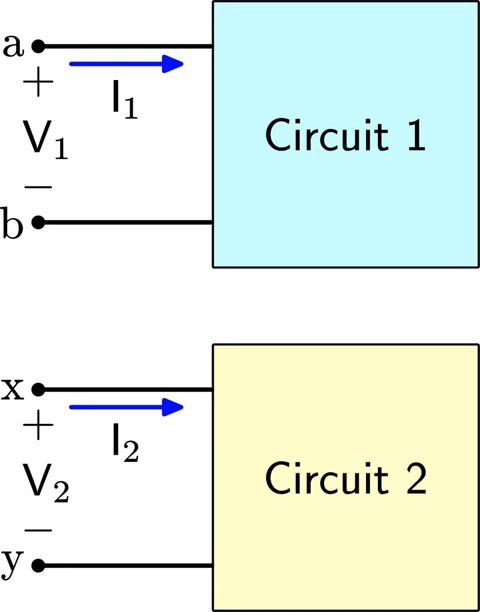 a
+
I₁
V₁
Circuit 1
−
b
x
+
I₂
V₂
Circuit 2
−
y